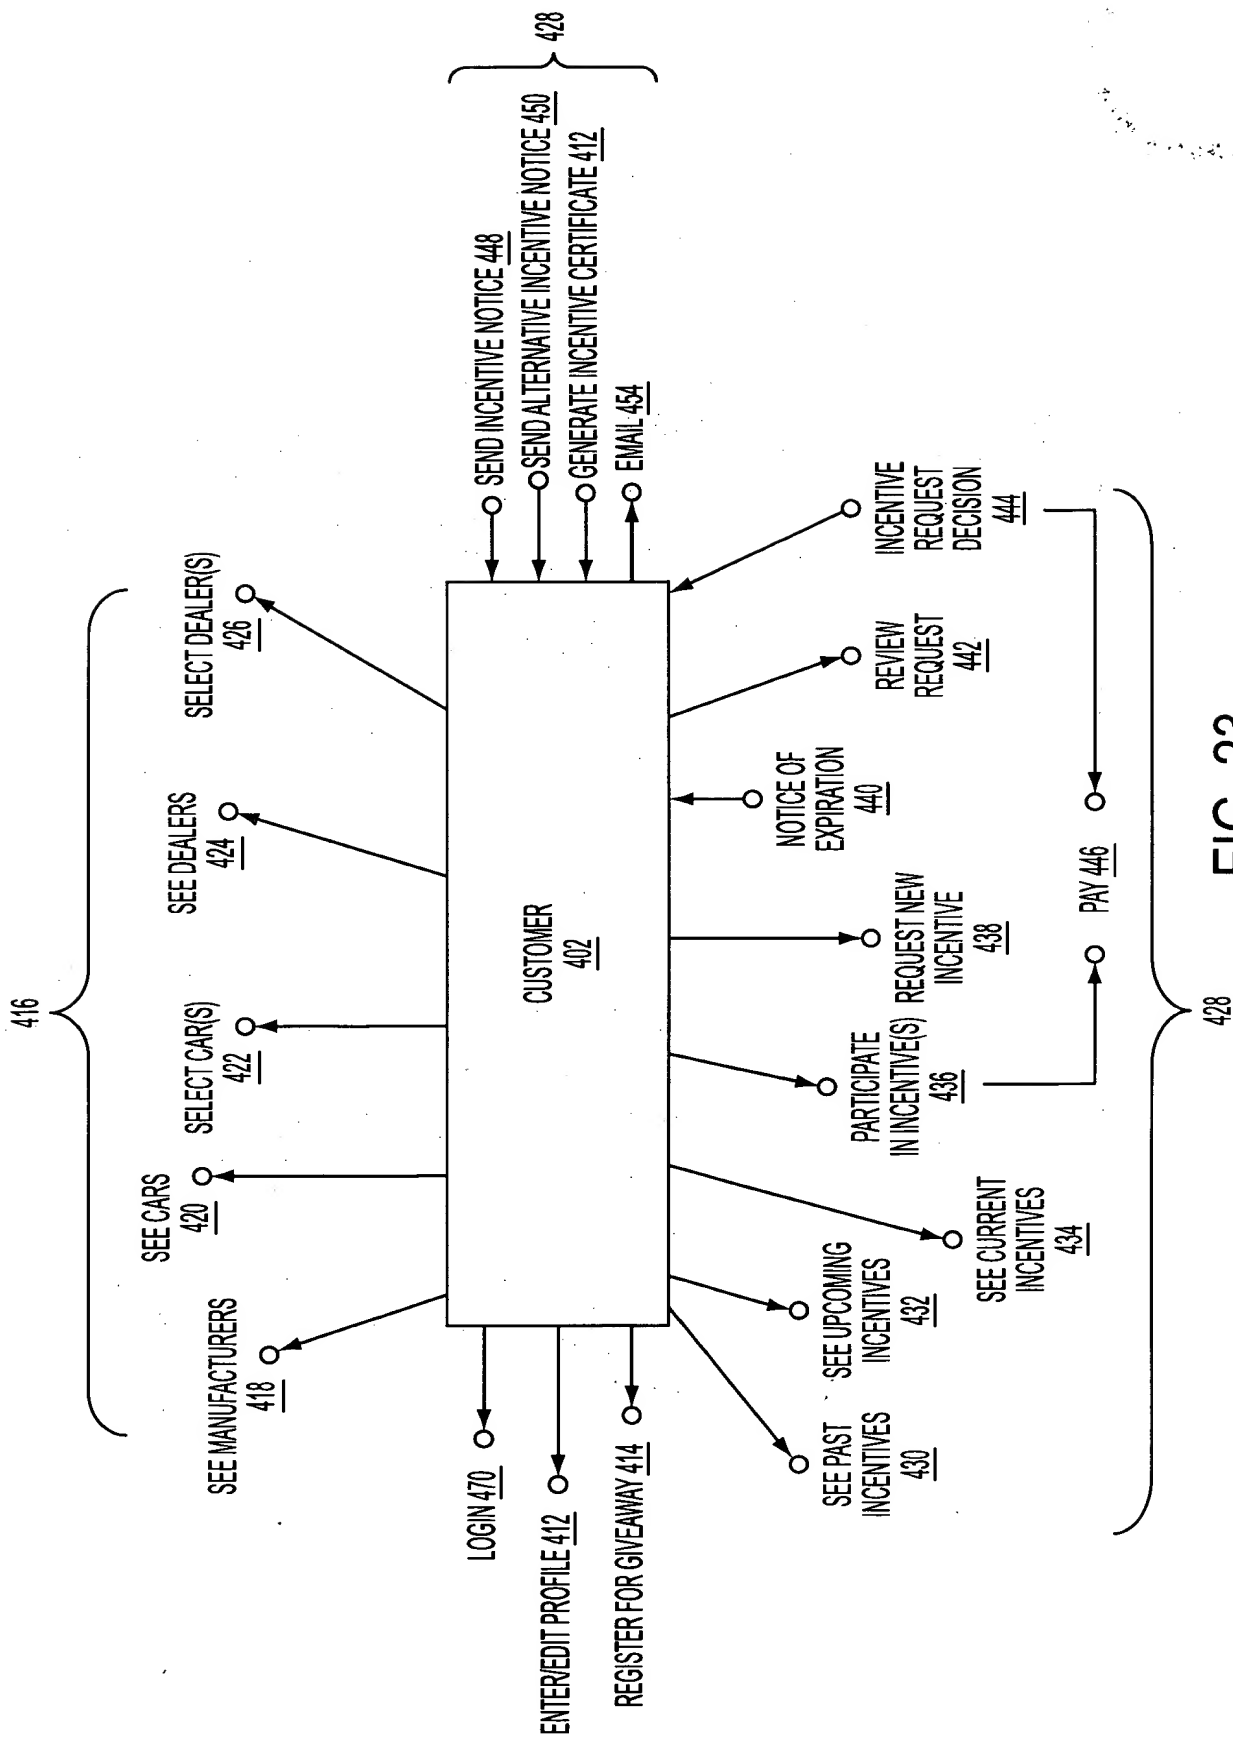 416
SEE MANUFACTURERS
418
SEE CARS
420
SELECT CAR(S)
422
SEE DEALERS
424
SELECT DEALER(S)
426
LOGIN 470
ENTER/EDIT PROFILE 412
REGISTER FOR GIVEAWAY 414
CUSTOMER
402
SEND INCENTIVE NOTICE 448
SEND ALTERNATIVE INCENTIVE NOTICE 450
GENERATE INCENTIVE CERTIFICATE 412
EMAIL 454
428
SEE PAST
INCENTIVES
430
SEE UPCOMING
INCENTIVES
432
SEE CURRENT
INCENTIVES
434
PARTICIPATE
IN INCENTIVE(S)
436
REQUEST NEW
INCENTIVE
438
NOTICE OF
EXPIRATION
440
REVIEW
REQUEST
442
INCENTIVE
REQUEST
DECISION
444
PAY 446
428
FIG.